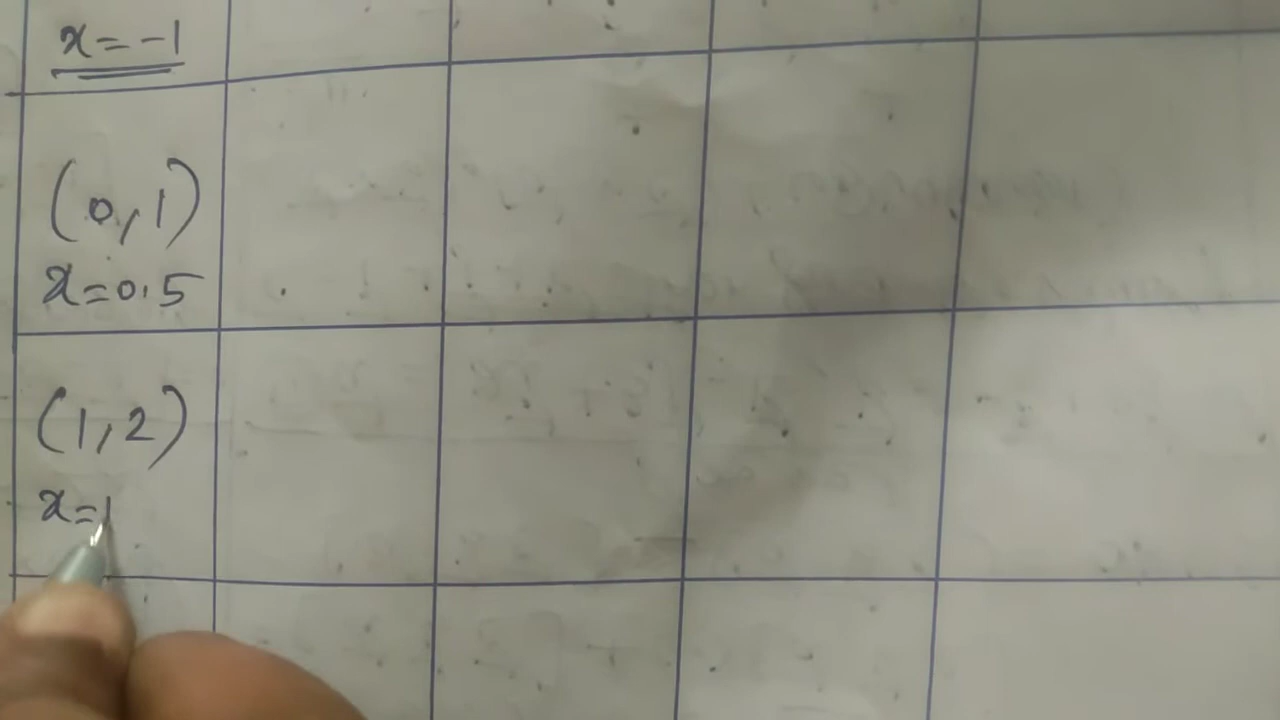 x=-1
(0,1)
x=0.5
(1,2)
x=1